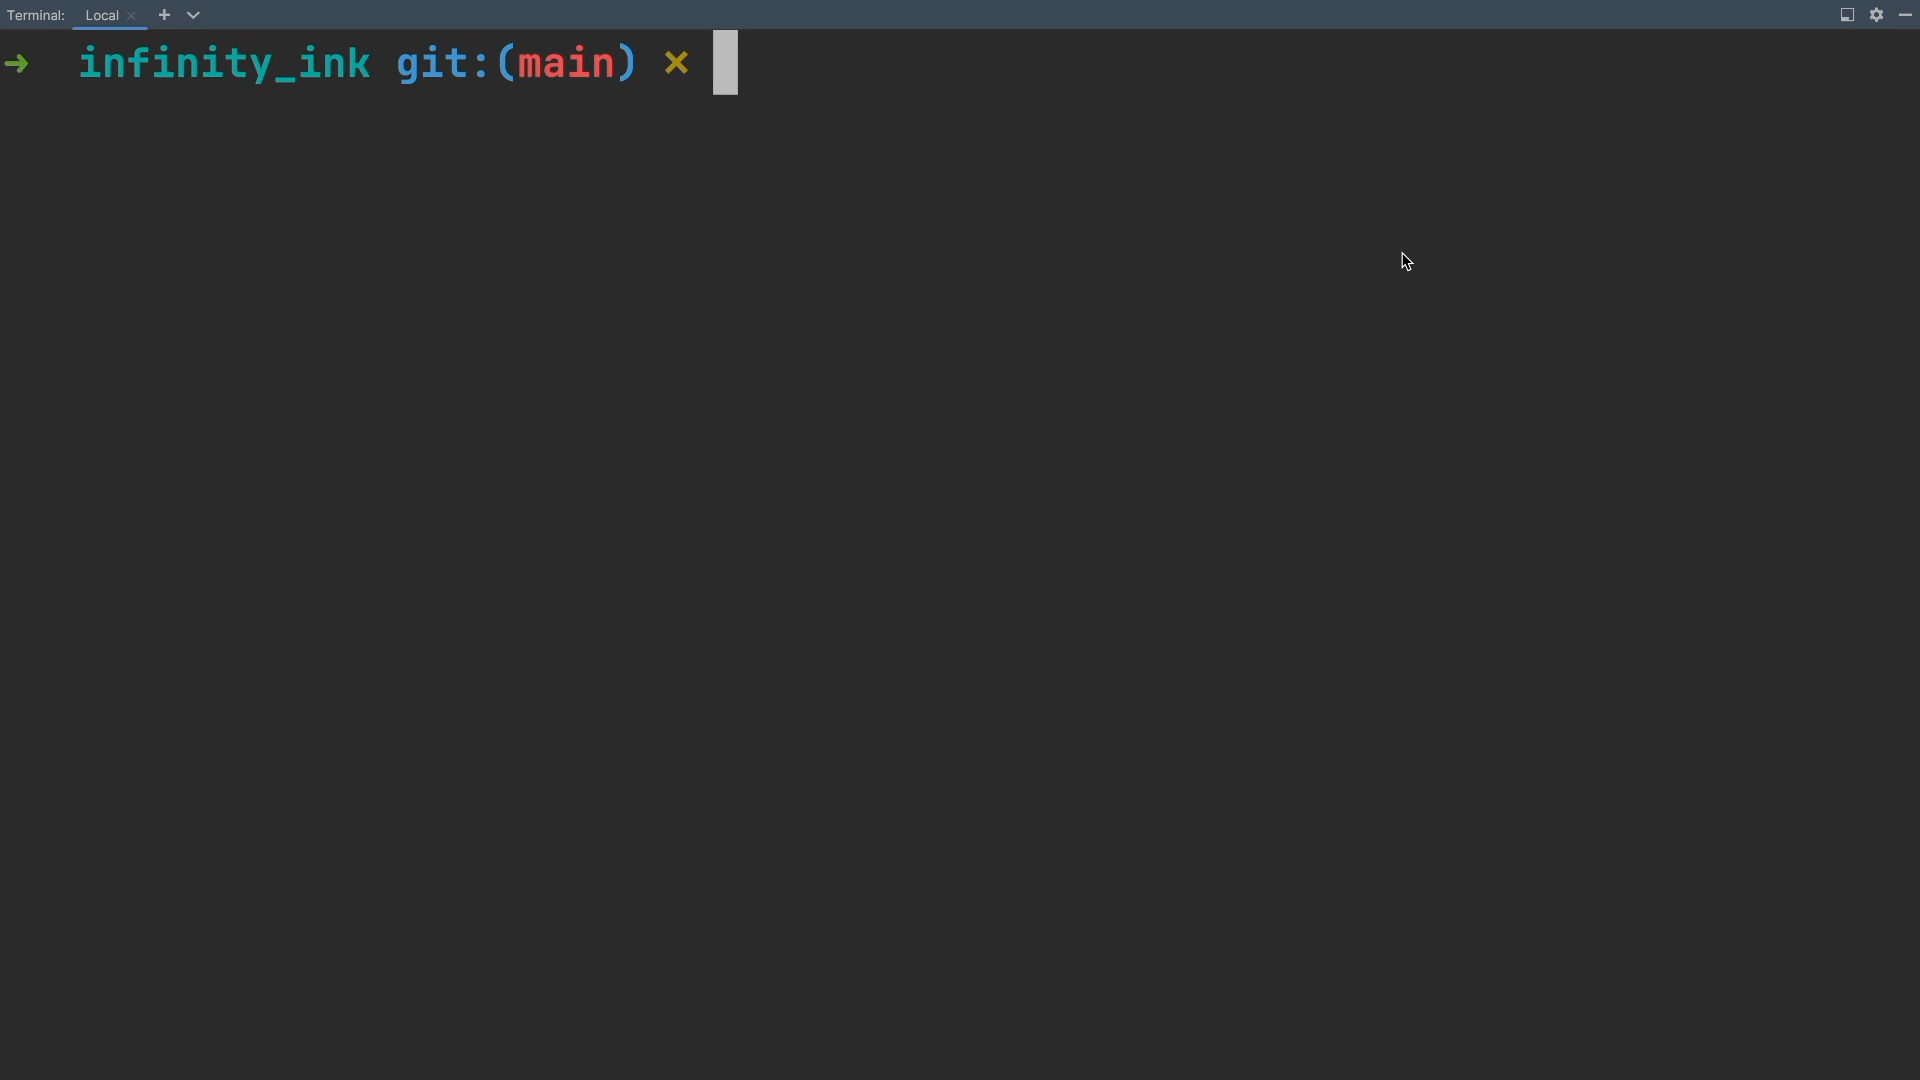 Terminal: Local × + 
➜ infinity_ink git:(main) ✗